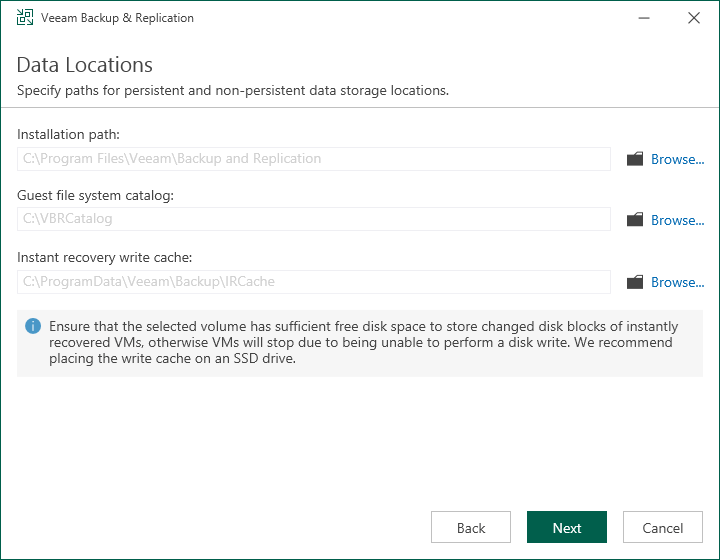 Veeam Backup & Replication
Data Locations
Specify paths for persistent and non-persistent data storage locations.
Installation path:
C:\Program Files\Veeam\Backup and Replication
Browse...
Guest file system catalog:
C:\VBRCatalog
Browse...
Instant recovery write cache:
C:\ProgramData\Veeam\Backup\IRCache
Browse...
Ensure that the selected volume has sufficient free disk space to store changed disk blocks of instantly
recovered VMs, otherwise VMs will stop due to being unable to perform a disk write. We recommend
placing the write cache on an SSD drive.
Back
Next
Cancel